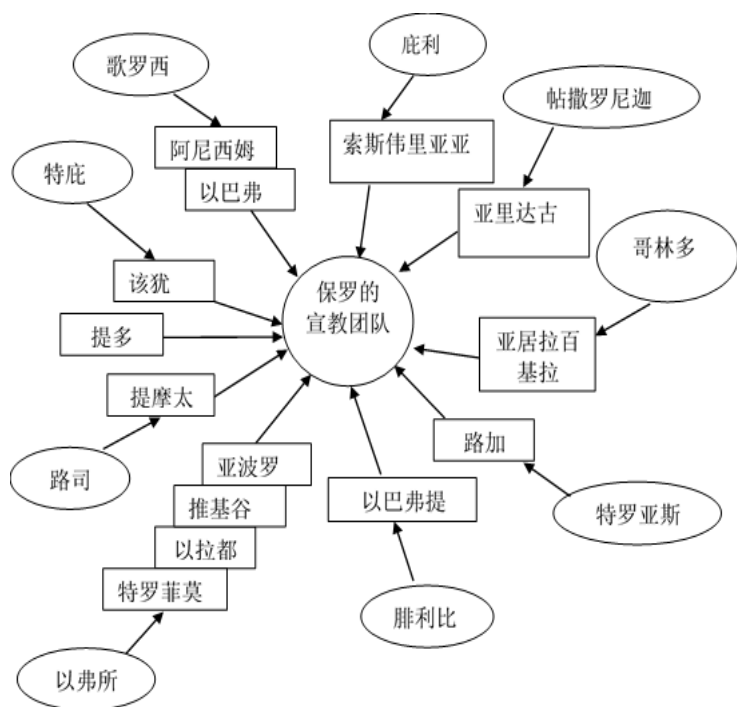 歌罗西
庇利
帖撒罗尼迦
阿尼西姆
以巴弗
索斯伟里亚亚
特庇
亚里达古
哥林多
该犹
保罗的
宣教团队
提多
亚居拉百
基拉
提摩太
路加
亚波罗
路司
推基谷
以巴弗提
特罗亚斯
以拉都
特罗菲莫
腓利比
以弗所